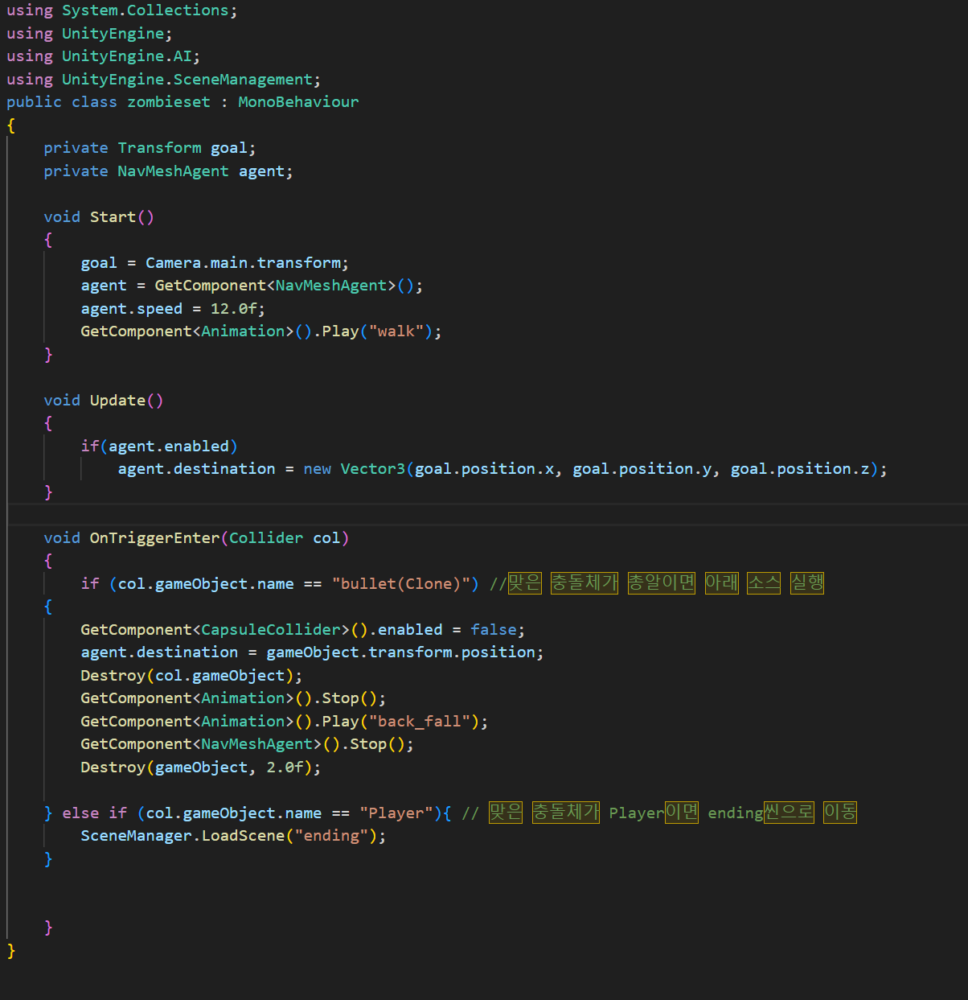 using System.Collections;
using UnityEngine;
using UnityEngine.AI;
using UnityEngine.SceneManagement;
public class zombieset : MonoBehaviour
{
    private Transform goal;
    private NavMeshAgent agent;

    void Start()
    {
        goal = Camera.main.transform;
        agent = GetComponent<NavMeshAgent>();
        agent.speed = 12.0f;
        GetComponent<Animation>().Play("walk");
    }

    void Update()
    {
        if(agent.enabled)
            agent.destination = new Vector3(goal.position.x, goal.position.y, goal.position.z);
    }

    void OnTriggerEnter(Collider col)
    {
        if (col.gameObject.name == "bullet(Clone)") //맞은 충돌체가 총알이면 아래 소스 실행
    {
        GetComponent<CapsuleCollider>().enabled = false;
        agent.destination = gameObject.transform.position;
        Destroy(col.gameObject);
        GetComponent<Animation>().Stop();
        GetComponent<Animation>().Play("back_fall");
        GetComponent<NavMeshAgent>().Stop();
        Destroy(gameObject, 2.0f);

    } else if (col.gameObject.name == "Player"){ // 맞은 충돌체가 Player이면 ending씬으로 이동
        SceneManager.LoadScene("ending");
    }


    }
}